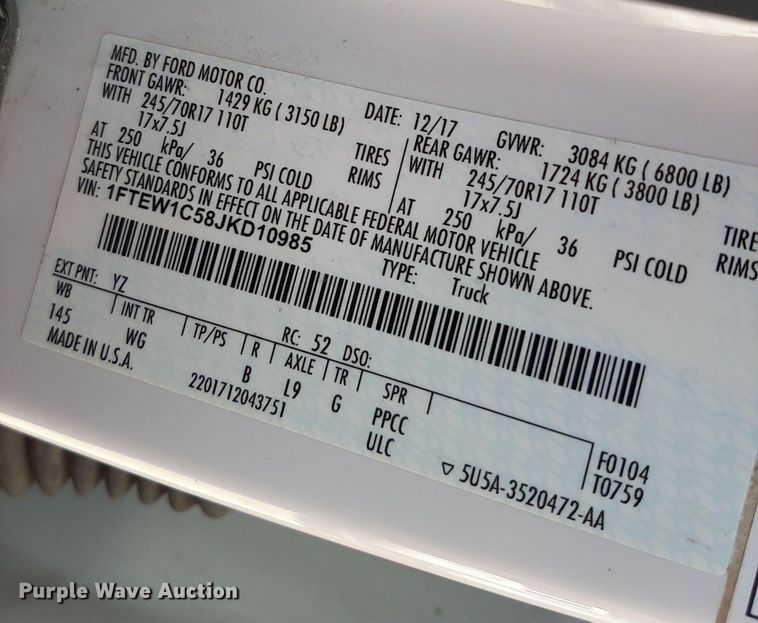 MFD. BY FORD MOTOR CO.
DATE: 12/17
GVWR: 3084 KG ( 6800 LB)
FRONT GAWR: 1429 KG ( 3150 LB)
REAR GAWR: 1724 KG ( 3800 LB)
WITH 245/70R17 110T TIRES
WITH 245/70R17 110T TIRE
17x7.5J RIMS
17x7.5J RIMS
AT 250 kPa/ 36 PSI COLD
AT 250 kPa/ 36 PSI COLD
THIS VEHICLE CONFORMS TO ALL APPLICABLE FEDERAL MOTOR VEHICLE
SAFETY STANDARDS IN EFFECT ON THE DATE OF MANUFACTURE SHOWN ABOVE.
VIN: 1FTEW1C58JKD10985
TYPE: Truck
EXT PNT: YZ
RC: 52 DSO:
WB INT TR TP/PS R AXLE TR SPR
145 WG B L9 G PPCC
MADE IN U.S.A.
2201712043751
ULC
F0104
T0759
5U5A-3520472-AA
Purple Wave Auction